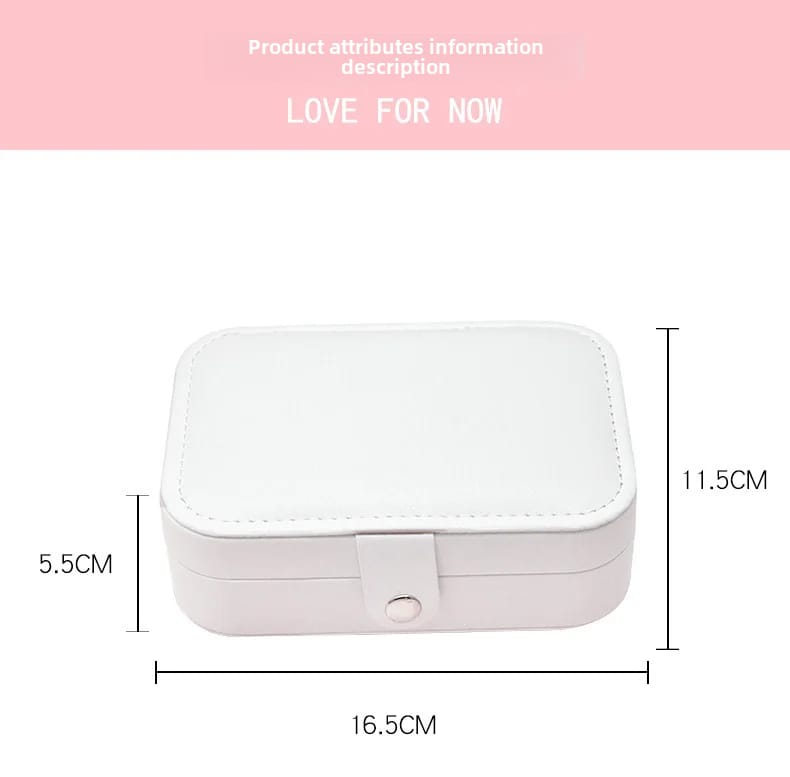 Product attributes information
description
LOVE FOR NOW
11.5CM
5.5CM
16.5CM